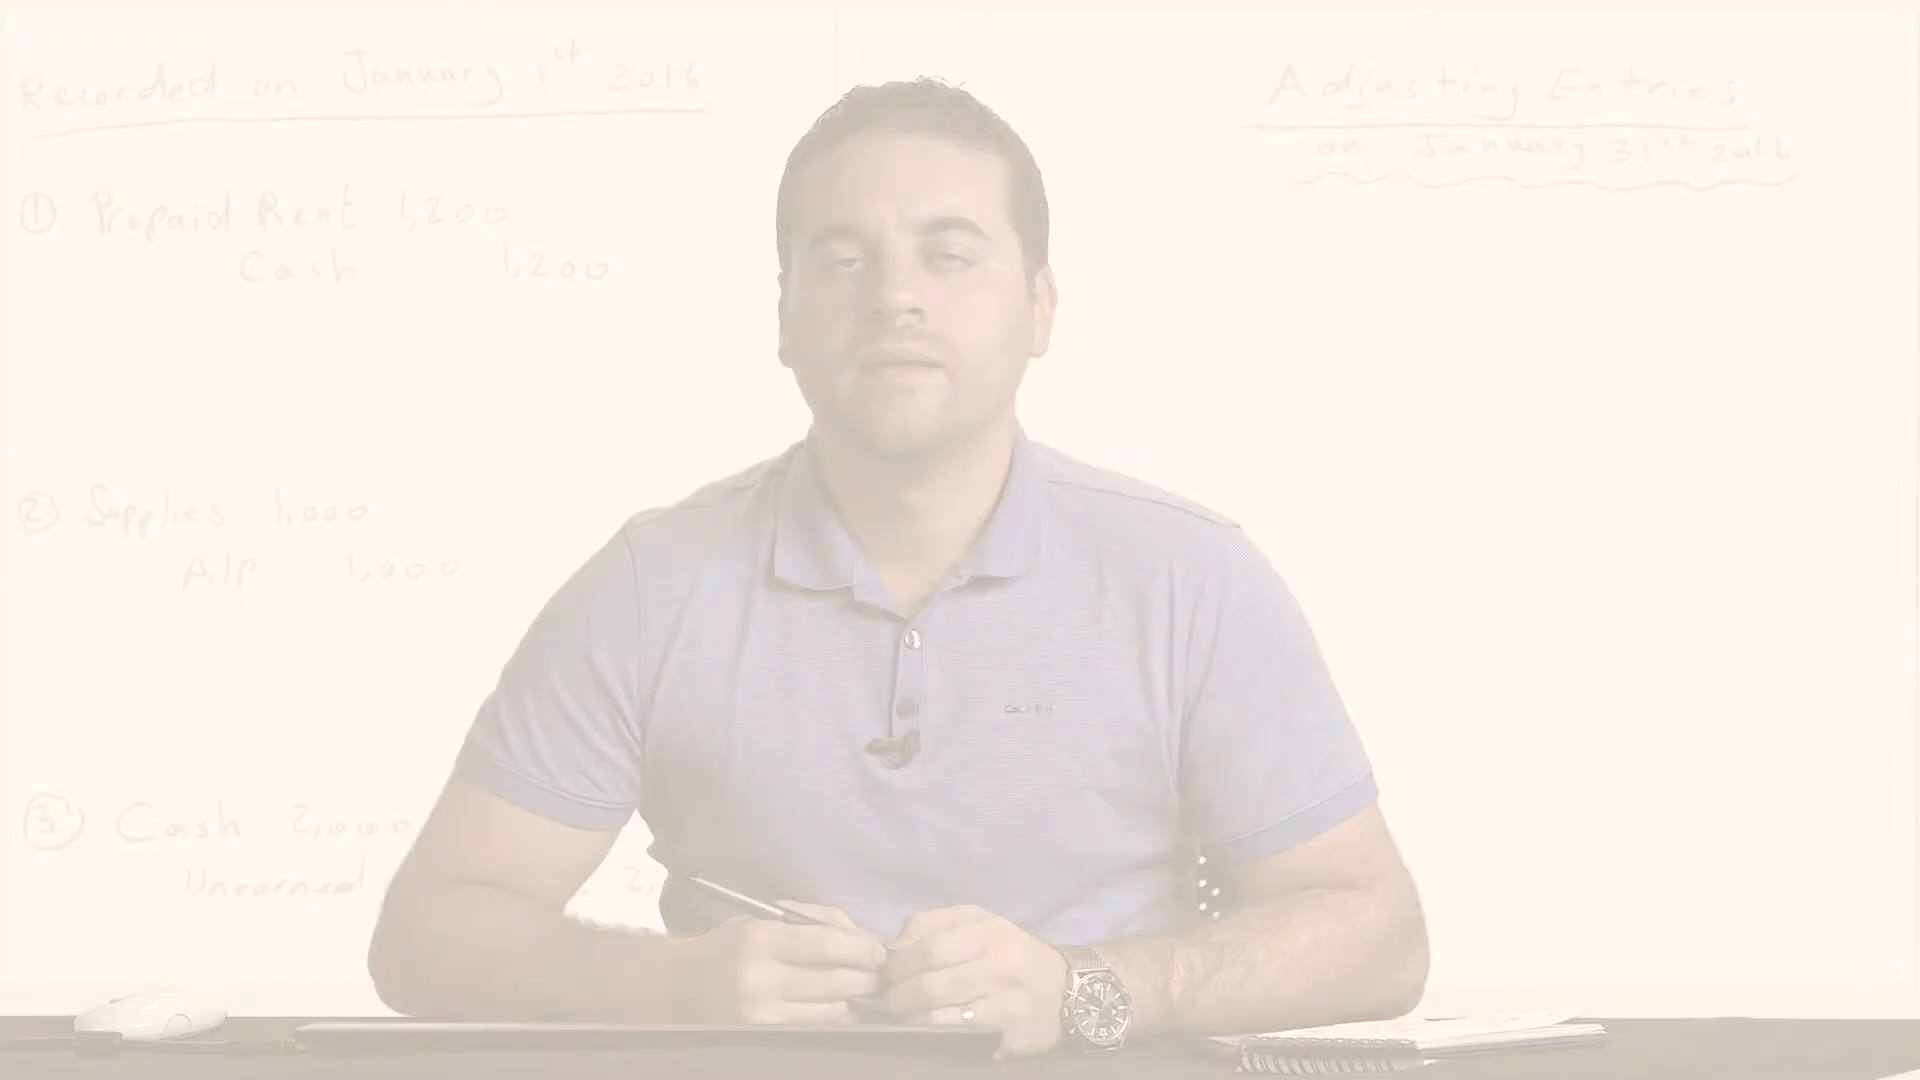 Recorded on January 1st 2016
Adjusting Entries
on January 31st 2016
① Prepaid Rent 1,200
Cash 1,200
② Supplies 1,000
A/P 1,000
③ Cash 2,000
Unearned 2,